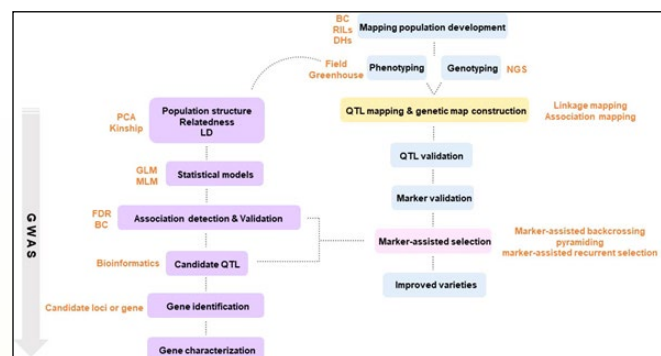 BC
RILs
DHs
Mapping population development
Field
Greenhouse
Phenotyping
Genotyping
NGS
PCA
Kinship
Population structure
Relatedness
LD
QTL mapping & genetic map construction
Linkage mapping
Association mapping
QTL validation
GLM
MLM
Statistical models
Marker validation
FDR
BC
Association detection & Validation
Marker-assisted selection
Marker-assisted backcrossing
pyramiding
marker-assisted recurrent selection
Bioinformatics
Candidate QTL
Improved varieties
Candidate loci or gene
Gene identification
Gene characterization
GWAS